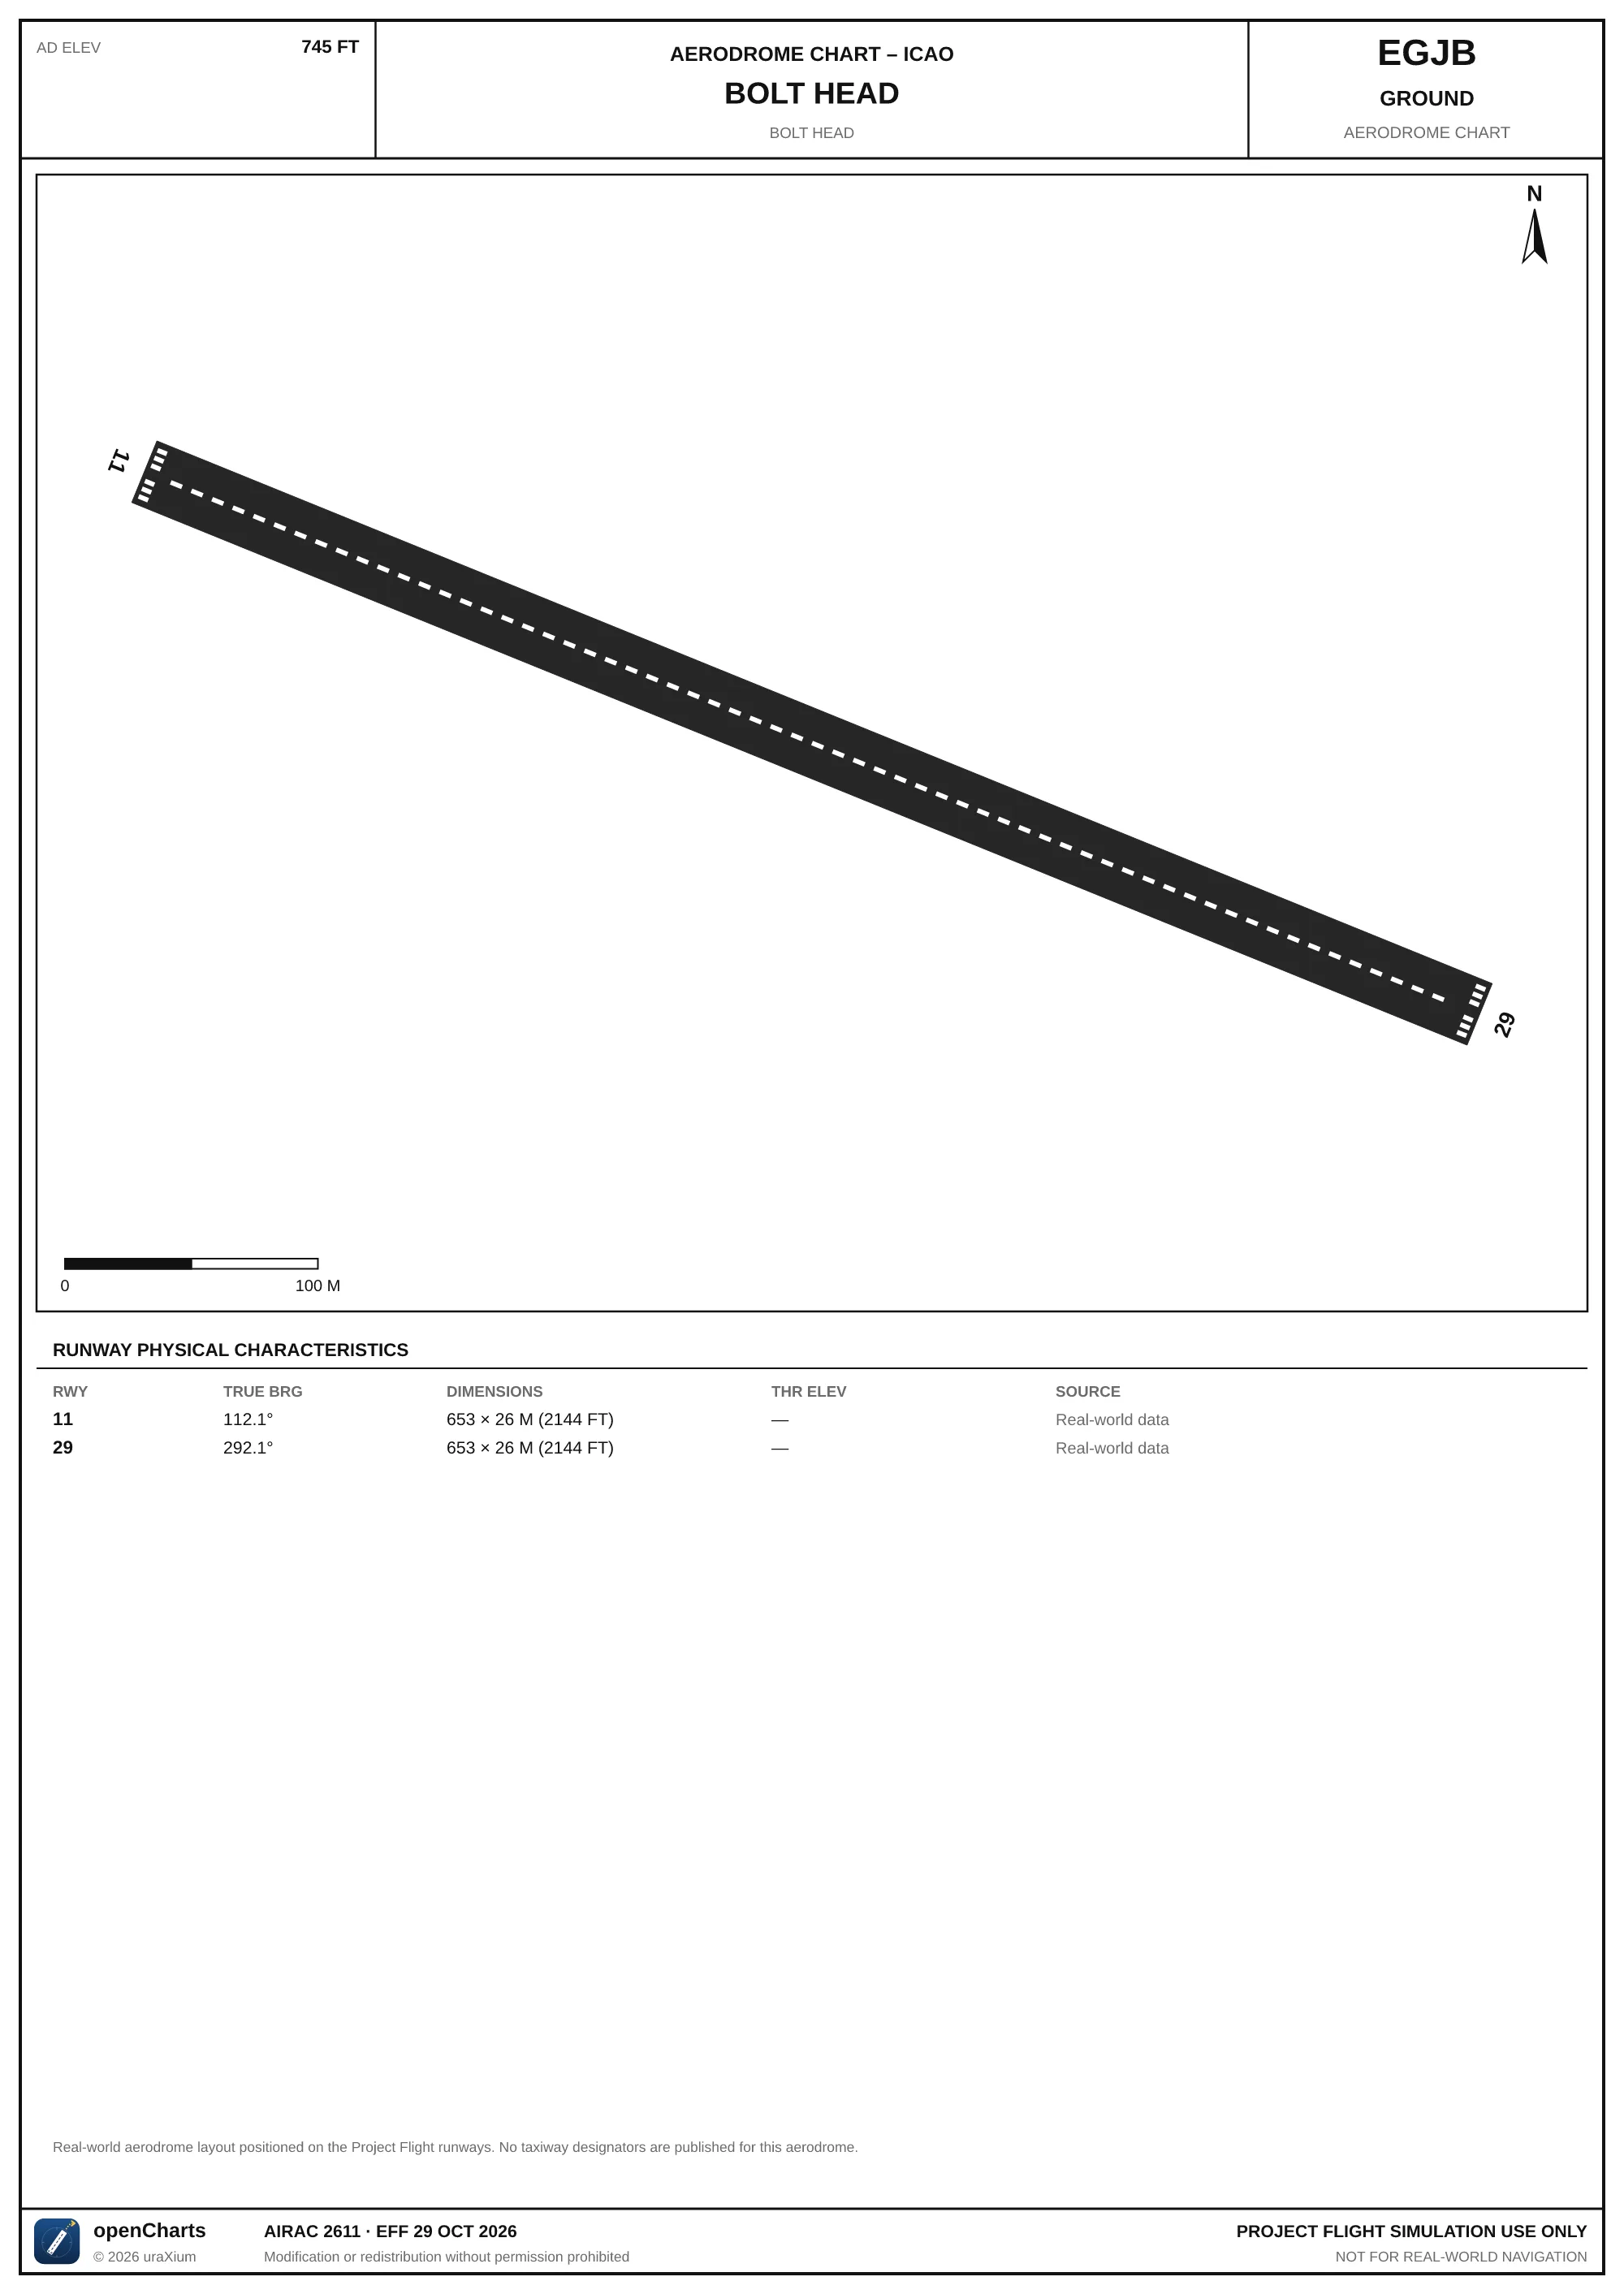 AD ELEV 745 FT
AERODROME CHART – ICAO
BOLT HEAD
BOLT HEAD
EGJB
GROUND
AERODROME CHART
N
11
29
0 100 M
RUNWAY PHYSICAL CHARACTERISTICS
RWY TRUE BRG DIMENSIONS THR ELEV SOURCE
11 112.1° 653 × 26 M (2144 FT) — Real-world data
29 292.1° 653 × 26 M (2144 FT) — Real-world data
Real-world aerodrome layout positioned on the Project Flight runways. No taxiway designators are published for this aerodrome.
openCharts AIRAC 2611 · EFF 29 OCT 2026 PROJECT FLIGHT SIMULATION USE ONLY
© 2026 uraXium Modification or redistribution without permission prohibited NOT FOR REAL-WORLD NAVIGATION